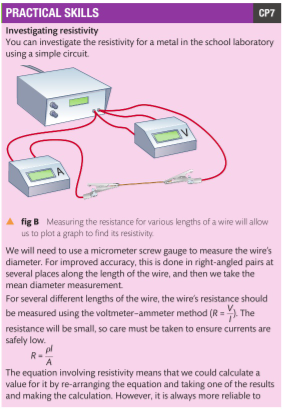 PRACTICAL SKILLS CP7
Investigating resistivity
You can investigate the resistivity for a metal in the school laboratory
using a simple circuit.
A
V
fig B Measuring the resistance for various lengths of a wire will allow
us to plot a graph to find its resistivity.
We will need to use a micrometer screw gauge to measure the wire's
diameter. For improved accuracy, this is done in right-angled pairs at
several places along the length of the wire, and then we take the
mean diameter measurement.
For several different lengths of the wire, the wire's resistance should
be measured using the voltmeter–ammeter method (R = V/I). The
resistance will be small, so care must be taken to ensure currents are
safely low.
R = ρl/A
The equation involving resistivity means that we could calculate a
value for it by re-arranging the equation and taking one of the results
and making the calculation. However, it is always more reliable to